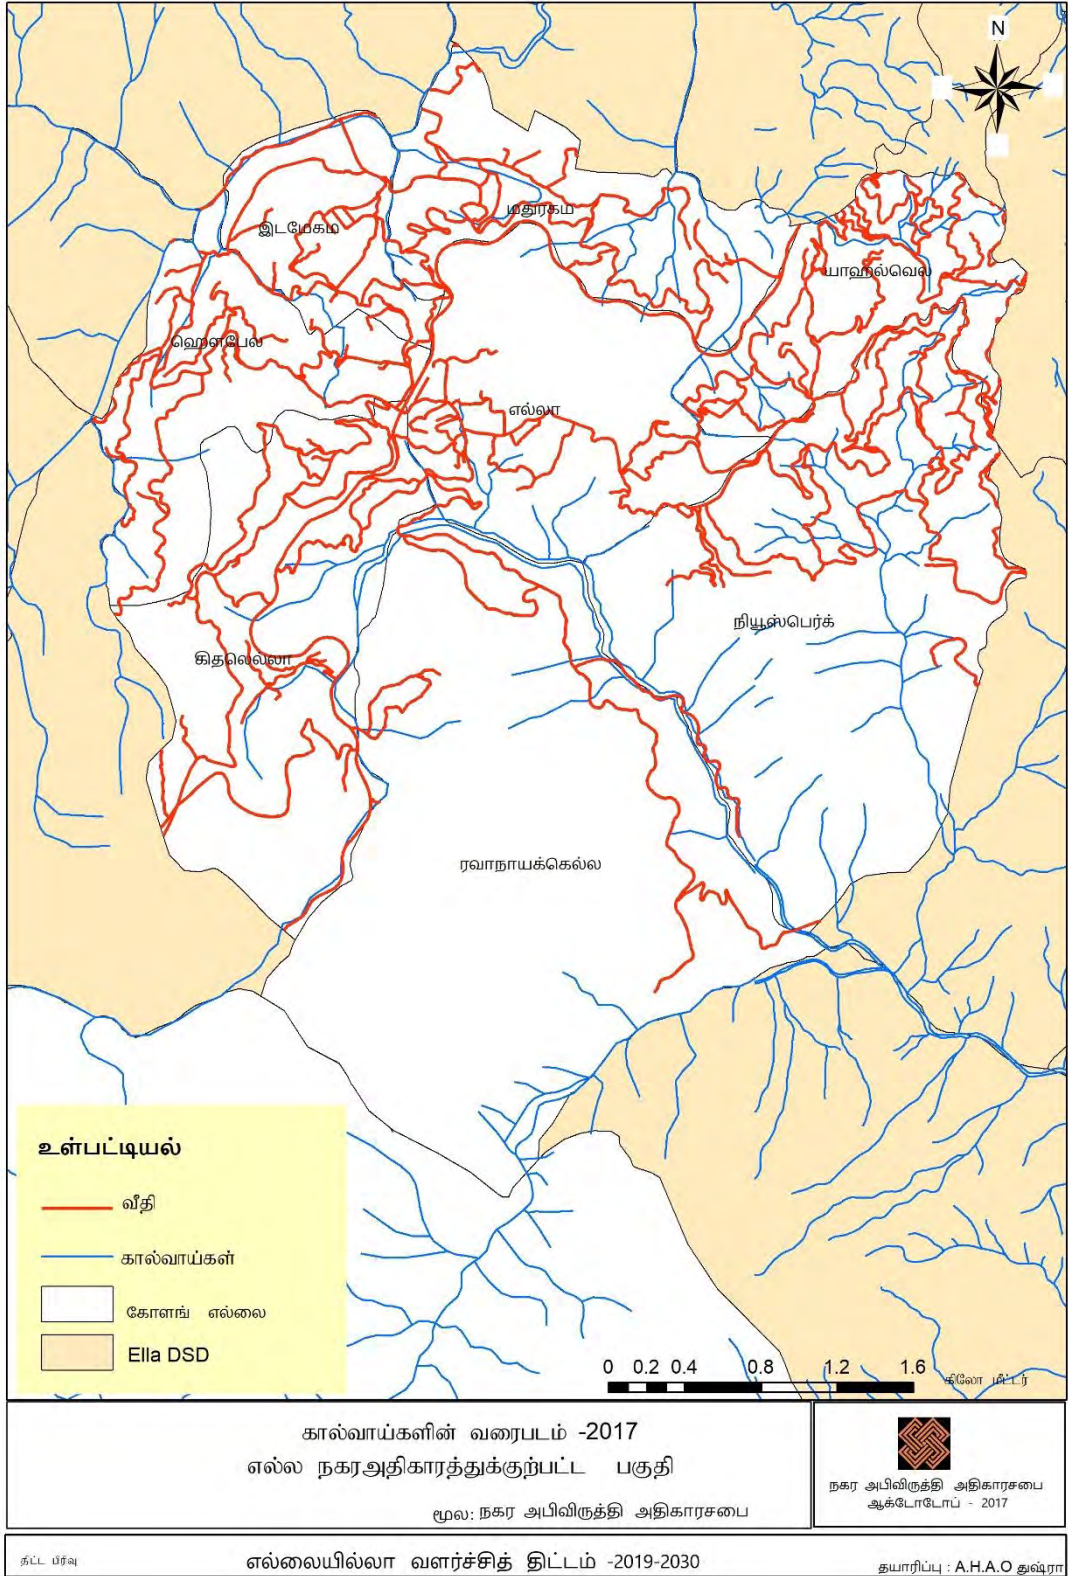 N
மதுரகம
இடமேகம
யாஹல்வெல
ஹெளபேல
எல்லா
நியூஸ்பெர்க்
கிதலெல்லா
ரவாநாயக்கெல்ல
உள்பட்டியல்
வீதி
கால்வாய்கள்
கோளங் எல்லை
Ella DSD
0 0.2 0.4 0.8 1.2 1.6
கிலோ மீட்டர்
கால்வாய்களின் வரைபடம் -2017
எல்ல நகரஅதிகாரத்துக்குற்பட்ட பகுதி
மூல: நகர அபிவிருத்தி அதிகாரசபை
நகர அபிவிருத்தி அதிகாரசபை
ஆக்டோடோப் - 2017
திட்ட பிரிவு
எல்லையில்லா வளர்ச்சித் திட்டம் -2019-2030
தயாரிப்பு : A.H.A.O துஷ்ரா